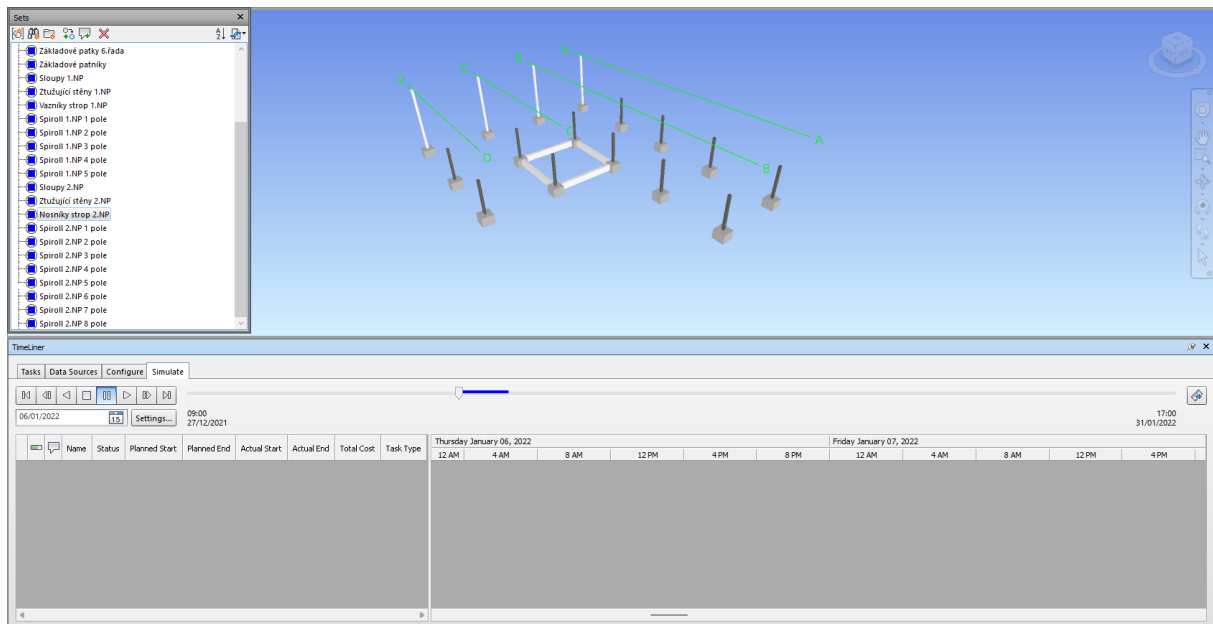 Sets
Základové patky 6.řada
Základové patníky
Sloupy 1.NP
Ztužující stěny 1.NP
Vazníky strop 1.NP
Spiroll 1.NP 1 pole
Spiroll 1.NP 2 pole
Spiroll 1.NP 3 pole
Spiroll 1.NP 4 pole
Spiroll 1.NP 5 pole
Sloupy 2.NP
Ztužující stěny 2.NP
Nosníky strop 2.NP
Spiroll 2.NP 1 pole
Spiroll 2.NP 2 pole
Spiroll 2.NP 3 pole
Spiroll 2.NP 4 pole
Spiroll 2.NP 5 pole
Spiroll 2.NP 6 pole
Spiroll 2.NP 7 pole
Spiroll 2.NP 8 pole
A
B
C
D
A
B
C
D
TimeLiner
Tasks Data Sources Configure Simulate
06/01/2022 15 Settings...
09:00
27/12/2021
17:00
31/01/2022
Name Status Planned Start Planned End Actual Start Actual End Total Cost Task Type
Thursday January 06, 2022 Friday January 07, 2022
12 AM 4 AM 8 AM 12 PM 4 PM 8 PM 12 AM 4 AM 8 AM 12 PM 4 PM